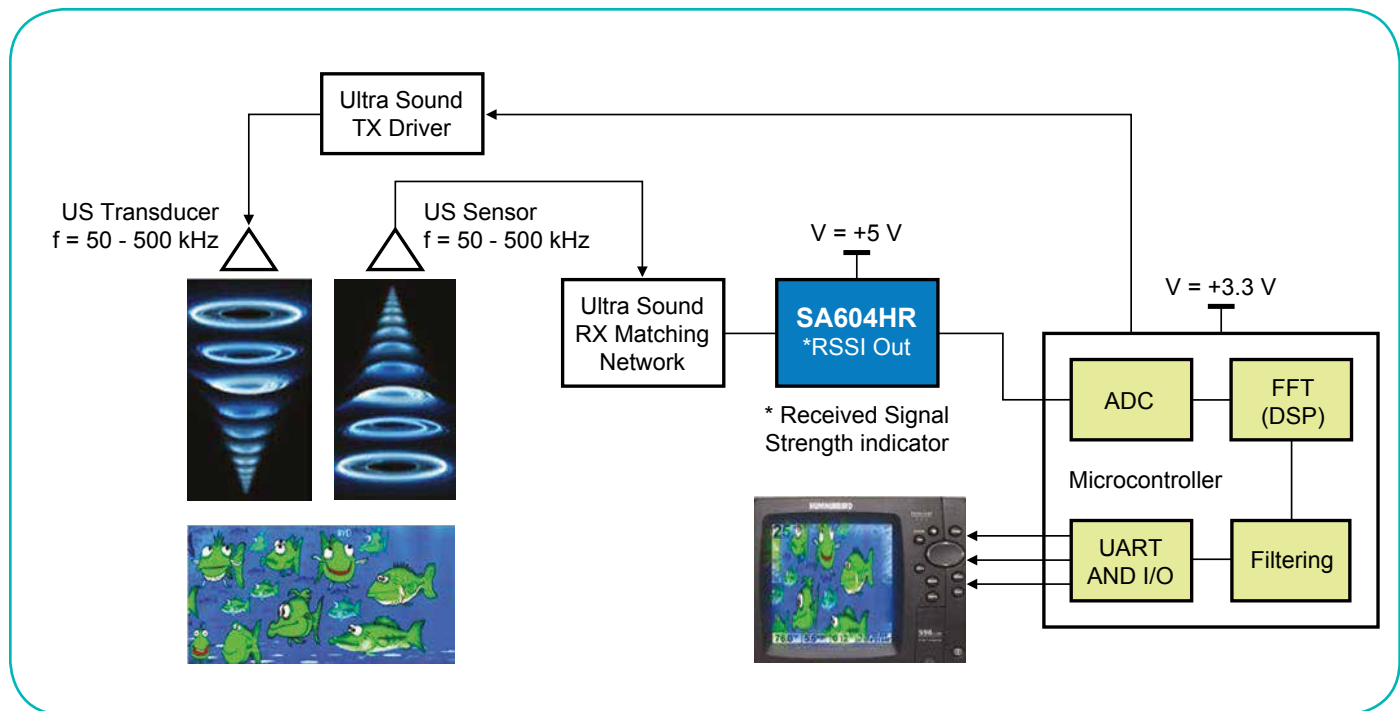 Ultra Sound
TX Driver
US Transducer
f = 50 - 500 kHz
US Sensor
f = 50 - 500 kHz
V = +5 V
V = +3.3 V
Ultra Sound
RX Matching
Network
SA604HR
*RSSI Out
* Received Signal
Strength indicator
ADC
FFT
(DSP)
Microcontroller
UART
AND I/O
Filtering
HUMMINBIRD